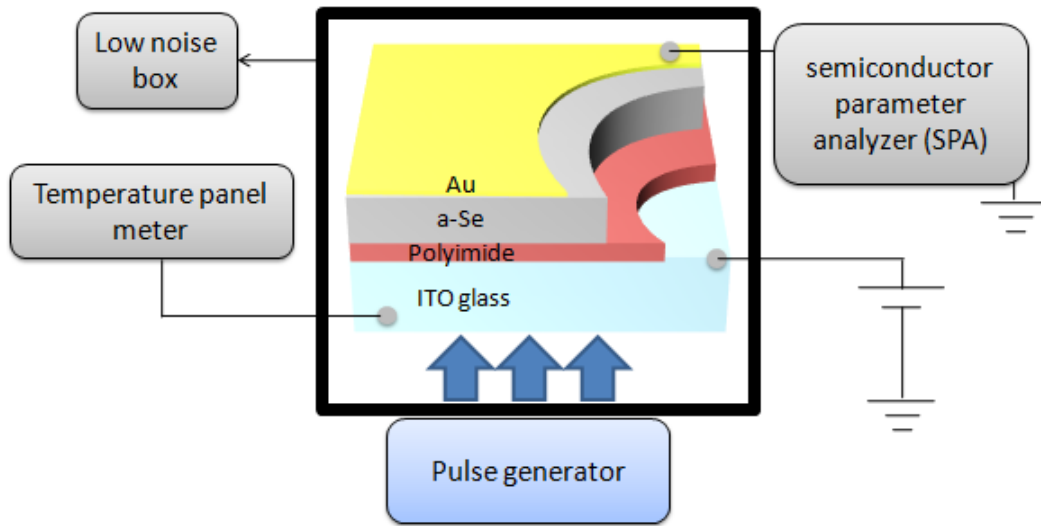 Low noise
box
semiconductor
parameter
analyzer (SPA)
Temperature panel
meter
Au
a-Se
Polyimide
ITO glass
Pulse generator